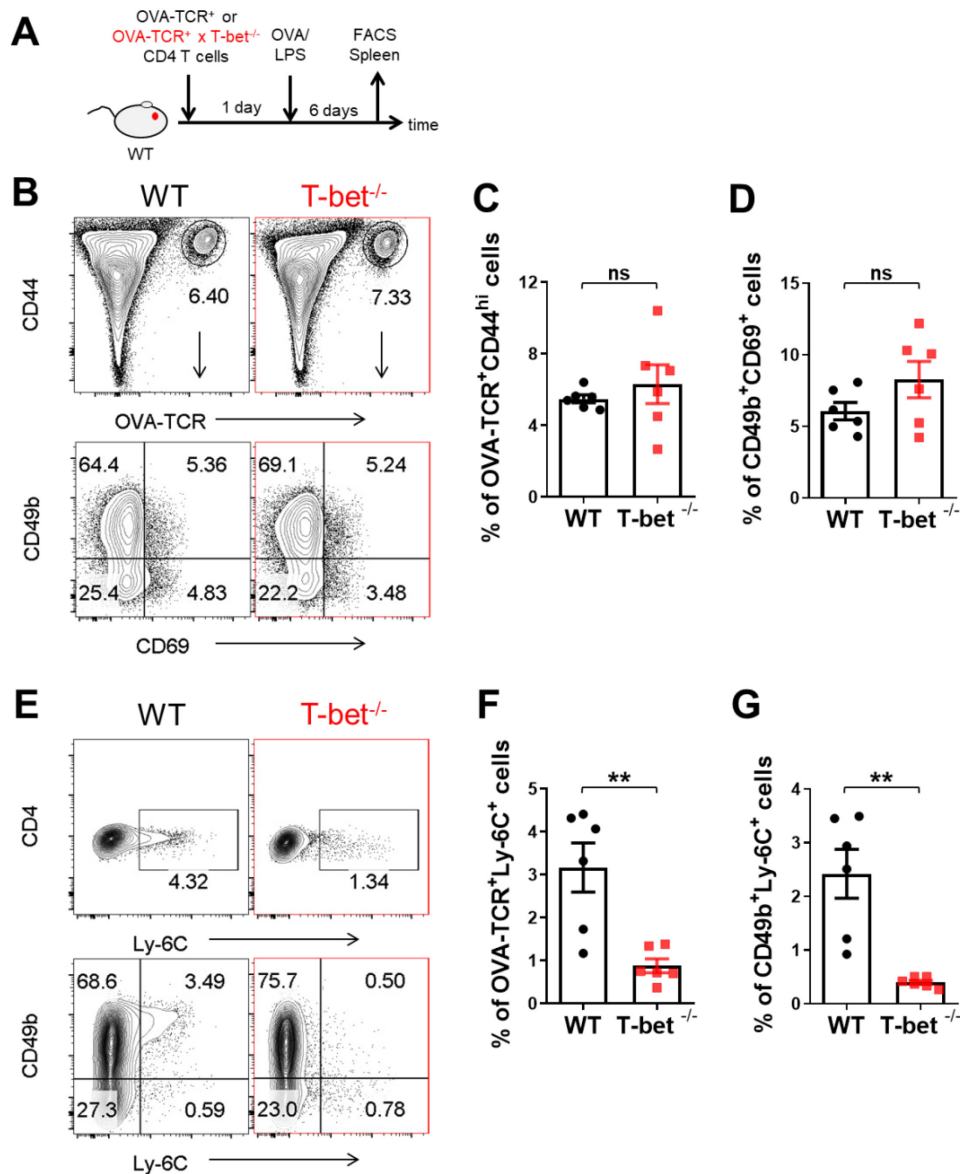 A
OVA-TCR⁺ or
OVA-TCR⁺ x T-bet⁻/⁻
CD4 T cells
OVA/
LPS
FACS
Spleen
1 day
6 days
time
WT
B
WT
T-bet⁻/⁻
CD44
6.40
7.33
OVA-TCR
64.4
5.36
69.1
5.24
CD49b
25.4
4.83
22.2
3.48
CD69
C
% of OVA-TCR⁺CD44ʰⁱ cells
ns
12
8
4
0
WT
T-bet ⁻/⁻
D
% of CD49b⁺CD69⁺ cells
ns
15
10
5
0
WT
T-bet ⁻/⁻
E
WT
T-bet⁻/⁻
CD4
4.32
1.34
Ly-6C
68.6
3.49
75.7
0.50
CD49b
27.3
0.59
23.0
0.78
Ly-6C
F
% of OVA-TCR⁺Ly-6C⁺ cells
**
5
4
3
2
1
0
WT
T-bet ⁻/⁻
G
% of CD49b⁺Ly-6C⁺ cells
**
4
3
2
1
0
WT
T-bet ⁻/⁻